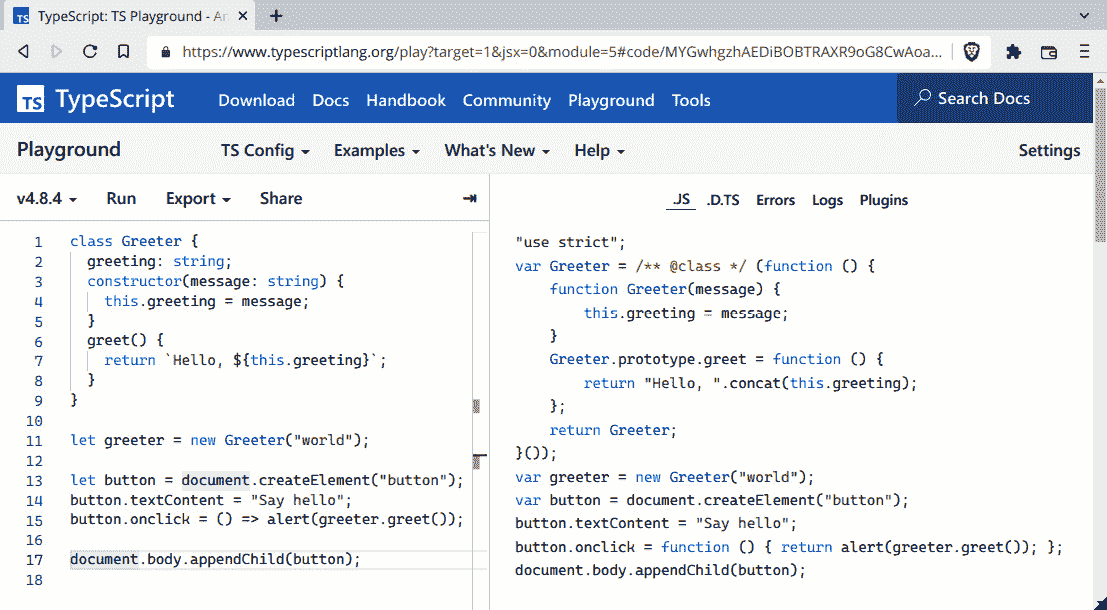 TS TypeScript: TS Playground - An
https://www.typescriptlang.org/play?target=1&jsx=0&module=5#code/MYGwhgzhAEDiBOBTRAXR9oG8CwAoa...
TS TypeScript Download Docs Handbook Community Playground Tools Search Docs
Playground TS Config Examples What's New Help Settings
v4.8.4 Run Export Share
.JS .D.TS Errors Logs Plugins
1 class Greeter {
2 greeting: string;
3 constructor(message: string) {
4 this.greeting = message;
5 }
6 greet() {
7 return `Hello, ${this.greeting}`;
8 }
9 }
10
11 let greeter = new Greeter("world");
12
13 let button = document.createElement("button");
14 button.textContent = "Say hello";
15 button.onclick = () => alert(greeter.greet());
16
17 document.body.appendChild(button);
18
"use strict";
var Greeter = /** @class */ (function () {
function Greeter(message) {
this.greeting = message;
}
Greeter.prototype.greet = function () {
return "Hello, ".concat(this.greeting);
};
return Greeter;
}());
var greeter = new Greeter("world");
var button = document.createElement("button");
button.textContent = "Say hello";
button.onclick = function () { return alert(greeter.greet()); };
document.body.appendChild(button);